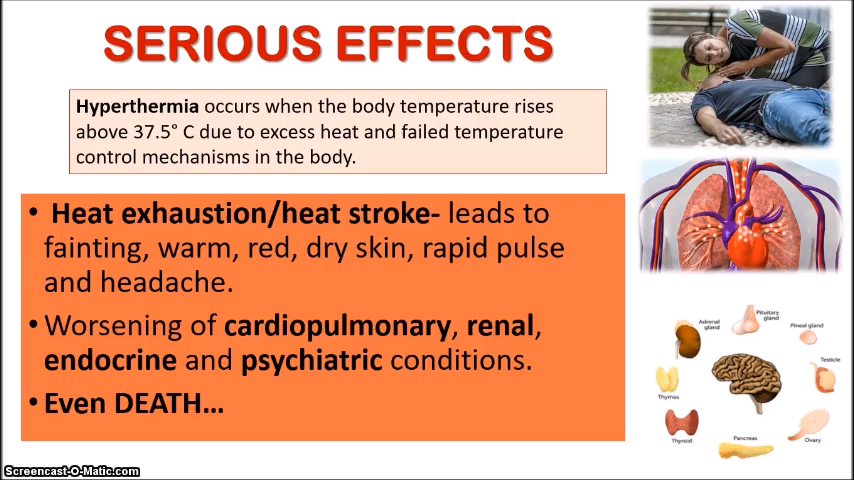 SERIOUS EFFECTS
Hyperthermia occurs when the body temperature rises
above 37.5° C due to excess heat and failed temperature
control mechanisms in the body.
• Heat exhaustion/heat stroke- leads to
fainting, warm, red, dry skin, rapid pulse
and headache.
• Worsening of cardiopulmonary, renal,
endocrine and psychiatric conditions.
• Even DEATH...
Pituitary
gland
Adrenal
gland
Pineal gland
Testicle
Thymus
Thyroid
Pancreas
Ovary
Screencast-O-Matic.com